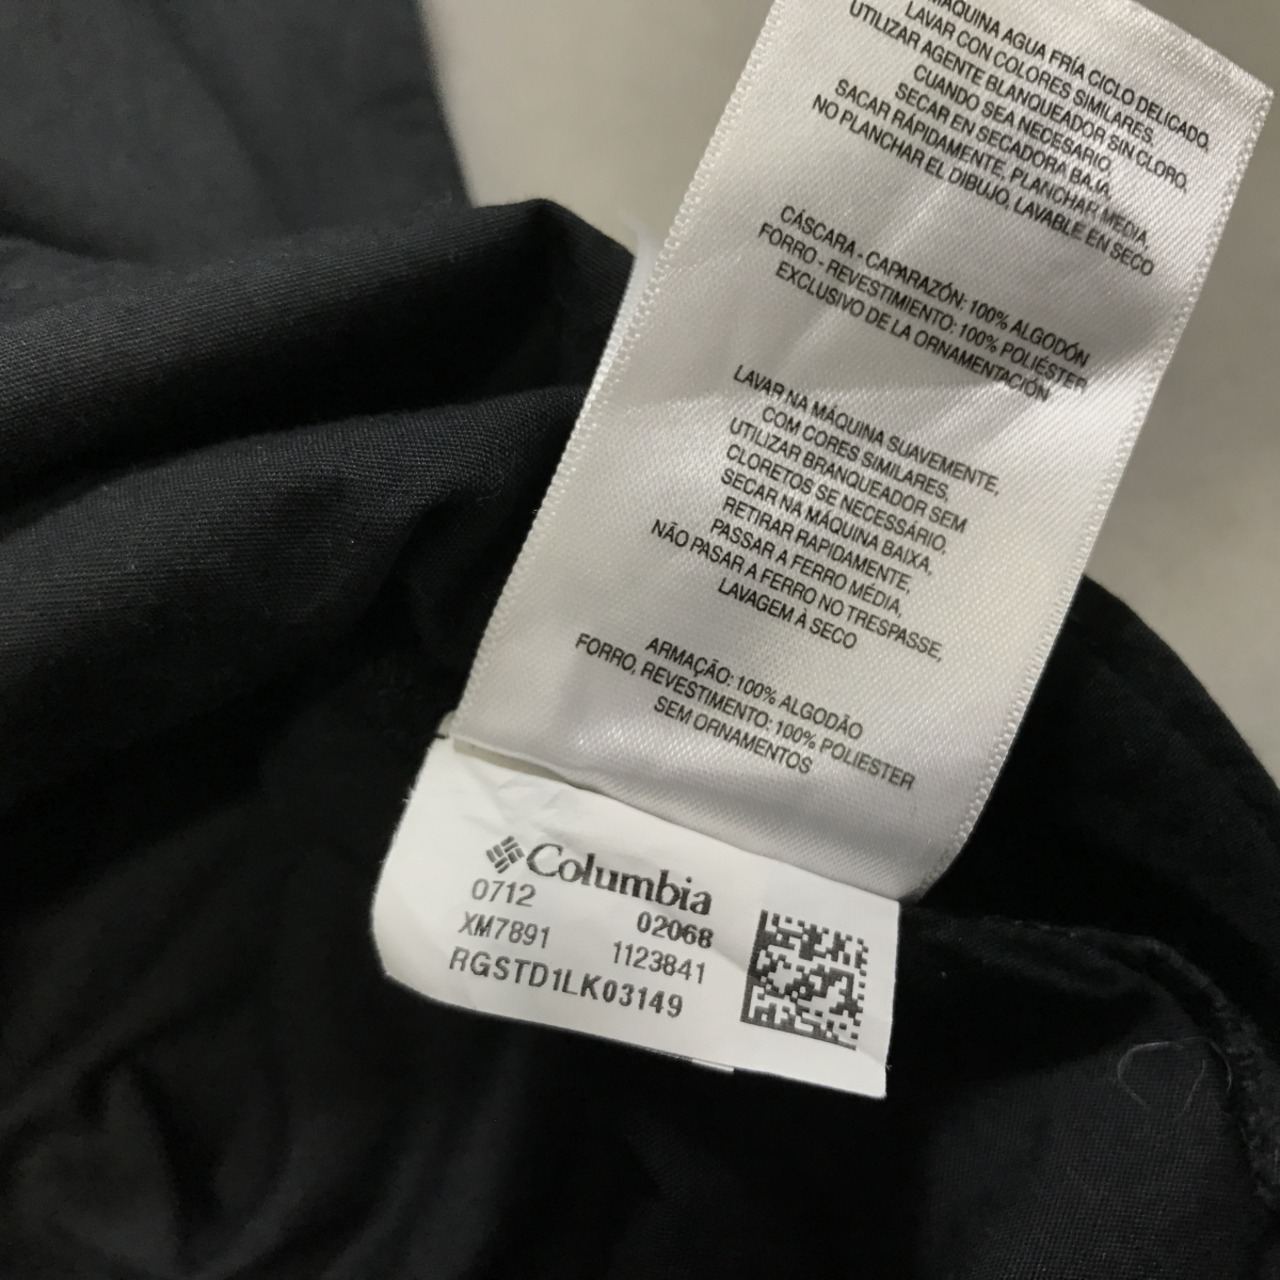 MÁQUINA AGUA FRÍA CICLO DELICADO,
LAVAR CON COLORES SIMILARES,
UTILIZAR AGENTE BLANQUEADOR SIN CLORO,
CUANDO SEA NECESARIO,
SECAR EN SECADORA BAJA,
SACAR RÁPIDAMENTE, PLANCHAR MEDIA,
NO PLANCHAR EL DIBUJO, LAVABLE EN SECO
CÁSCARA - CAPARAZÓN: 100% ALGODÓN
FORRO - REVESTIMIENTO: 100% POLIÉSTER
EXCLUSIVO DE LA ORNAMENTACIÓN
LAVAR NA MÁQUINA SUAVEMENTE,
COM CORES SIMILARES,
UTILIZAR BRANQUEADOR SEM
CLORETOS SE NECESSÁRIO,
SECAR NA MÁQUINA BAIXA,
RETIRAR RAPIDAMENTE,
PASSAR A FERRO MÉDIA,
NÃO PASAR A FERRO NO TRESPASSE,
LAVAGEM À SECO
ARMAÇÃO: 100% ALGODÃO
FORRO, REVESTIMENTO: 100% POLIESTER
SEM ORNAMENTOS
Columbia
0712 02068
XM7891 1123841
RGSTD1LK03149